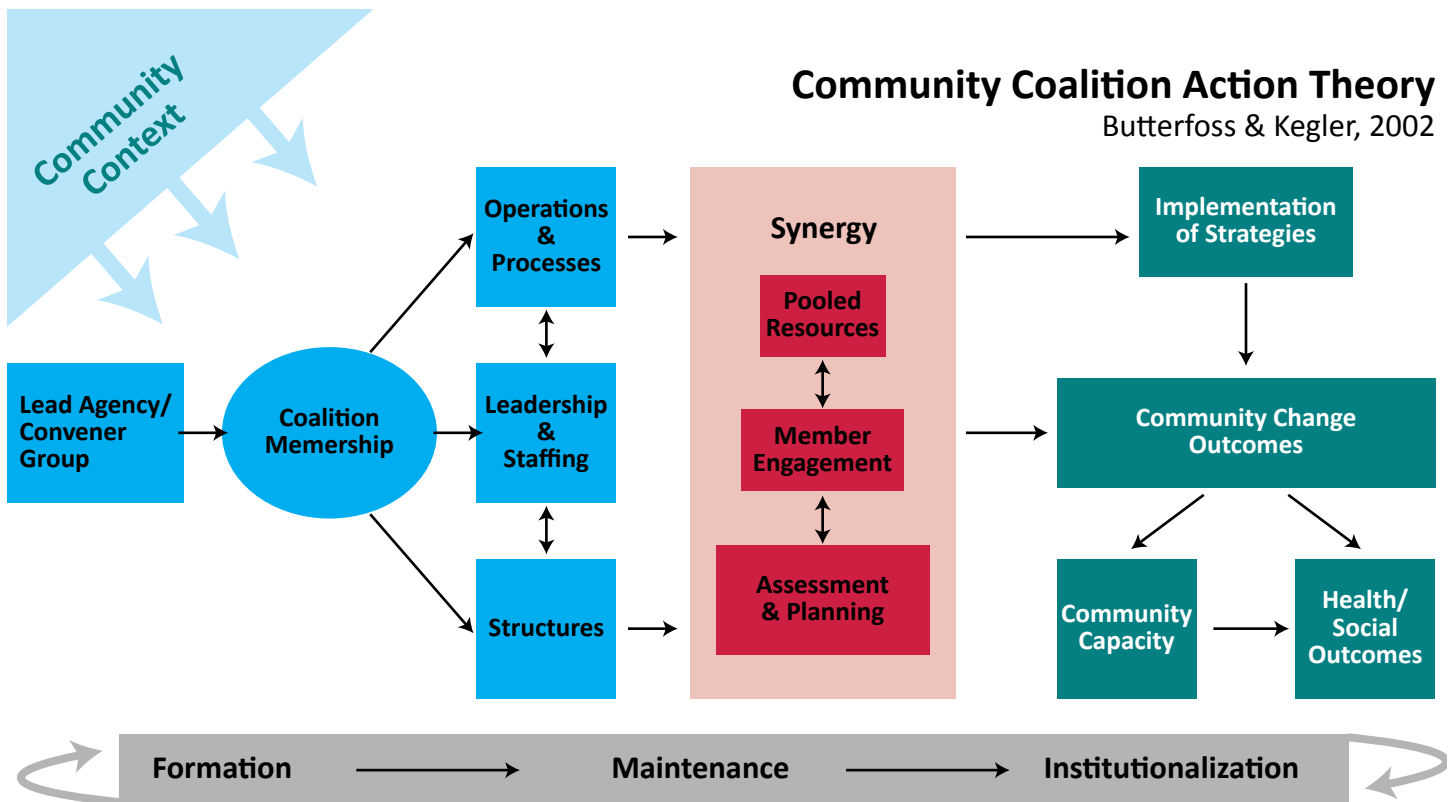 Community
Context
Community Coalition Action Theory
Butterfoss & Kegler, 2002
Lead Agency/
Convener
Group
Coalition
Memership
Operations
&
Processes
Leadership
&
Staffing
Structures
Synergy
Pooled
Resources
Member
Engagement
Assessment
& Planning
Implementation
of Strategies
Community Change
Outcomes
Community
Capacity
Health/
Social
Outcomes
Formation
Maintenance
Institutionalization